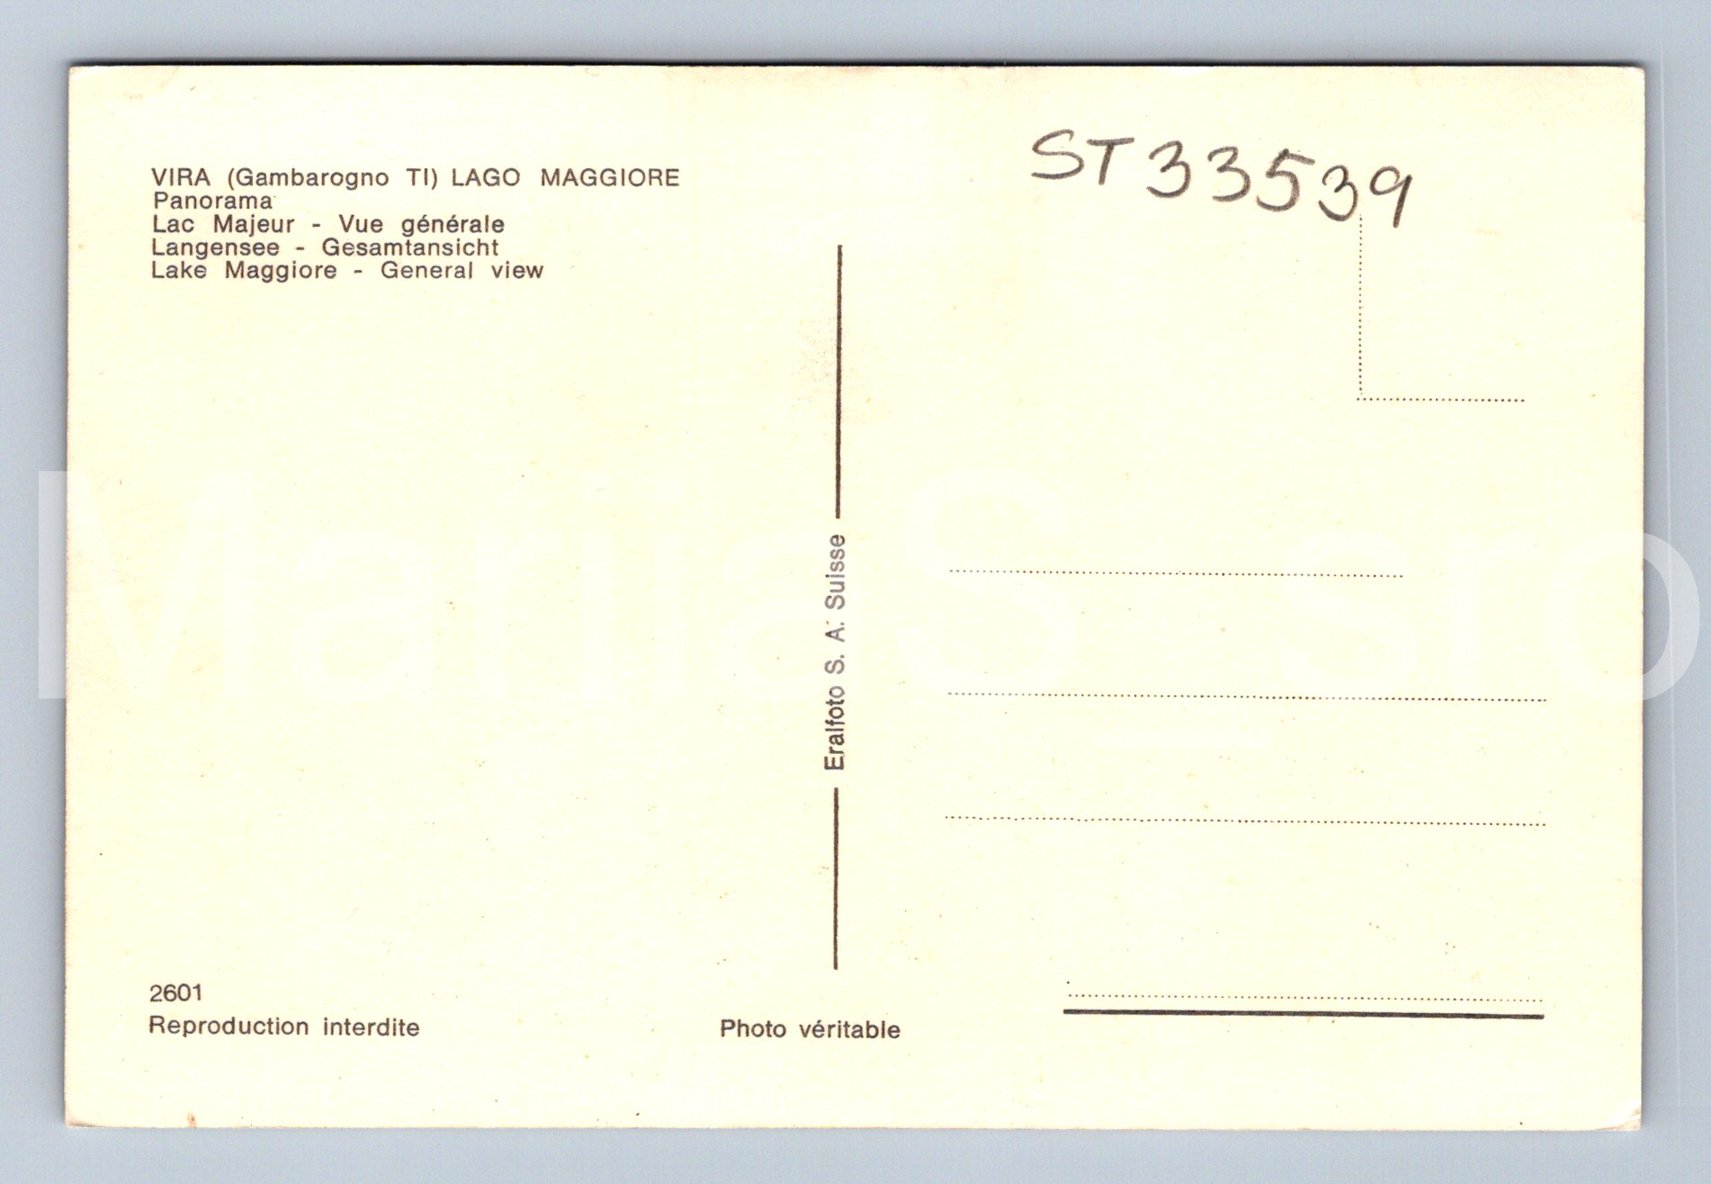 VIRA (Gambarogno TI) LAGO MAGGIORE
Panorama
Lac Majeur - Vue générale
Langensee - Gesamtansicht
Lake Maggiore - General view
ST33539
Eralfoto S. A. Suisse
2601
Reproduction interdite
Photo véritable
MarijaS_sro